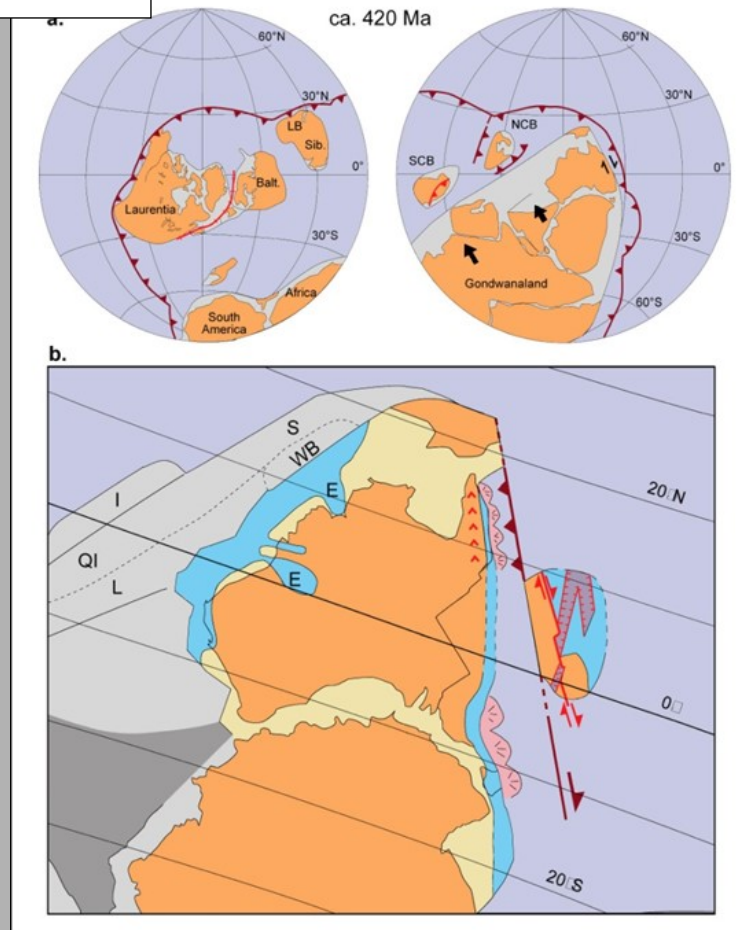 a.
ca. 420 Ma
60°N
30°N
LB
Sib.
0°
Balt.
Laurentia
30°S
Africa
South
America
60°N
30°N
NCB
SCB
0°
30°S
Gondwanaland
60°S
b.
S
WB
I
E
20□N
QI
E
L
0□
20□S